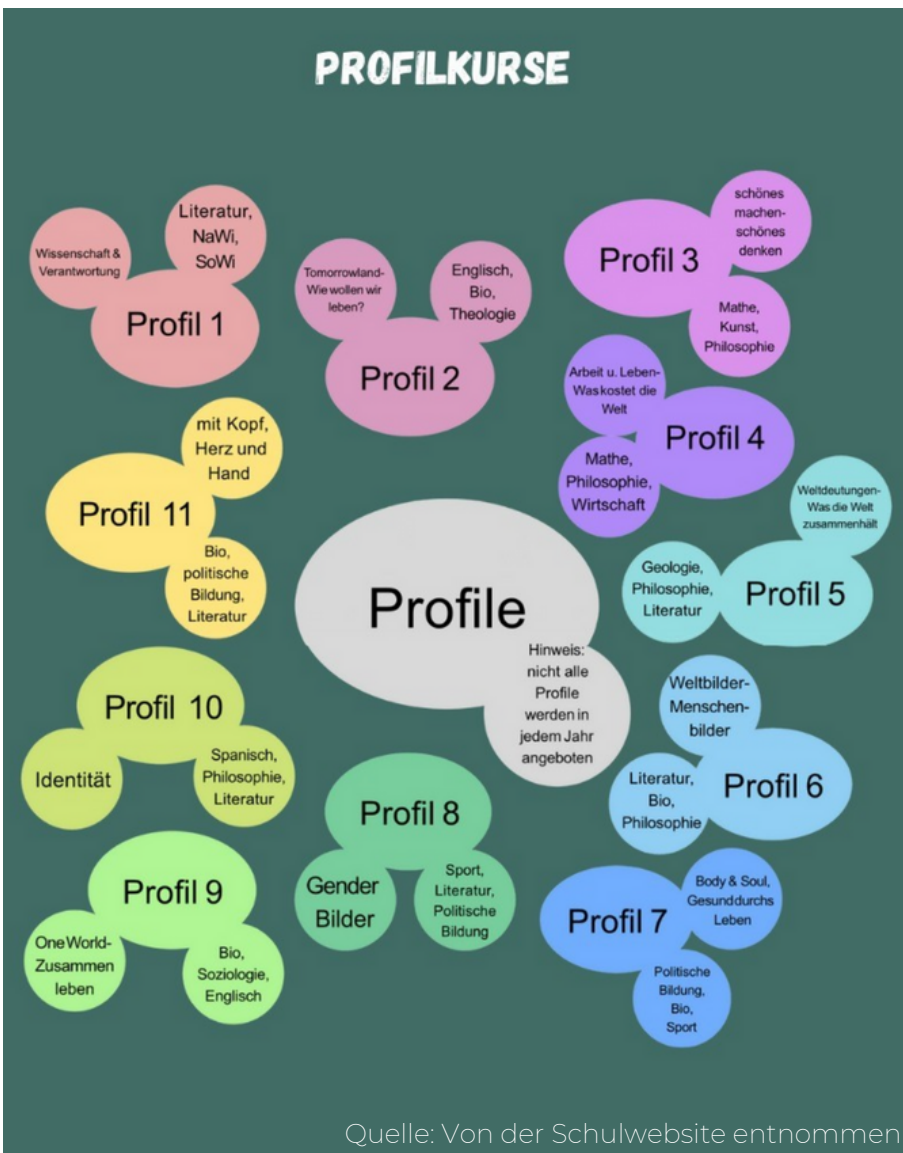 PROFILKURSE
Wissenschaft &
Verantwortung
Literatur,
NaWi,
SoWi
Profil 1
Tomorrowland-
Wie wollen wir
leben?
Englisch,
Bio,
Theologie
Profil 2
Profil 3
schönes
machen-
schönes
denken
Mathe,
Kunst,
Philosophie
Arbeit u. Leben-
Was kostet die
Welt
Mathe,
Philosophie,
Wirtschaft
Profil 4
Weltdeutungen-
Was die Welt
zusammenhält
Geologie,
Philosophie,
Literatur
Profil 5
Weltbilder-
Menschen-
bilder
Literatur,
Bio,
Philosophie
Profil 6
Profil 7
Body & Soul,
Gesund durchs
Leben
Politische
Bildung,
Bio,
Sport
Profil 8
Gender
Bilder
Sport,
Literatur,
Politische
Bildung
Profil 9
One World-
Zusammen
leben
Bio,
Soziologie,
Englisch
Profil 10
Identität
Spanisch,
Philosophie,
Literatur
Profil 11
mit Kopf,
Herz und
Hand
Bio,
politische
Bildung,
Literatur
Profile
Hinweis:
nicht alle
Profile
werden in
jedem Jahr
angeboten
Quelle: Von der Schulwebsite entnommen